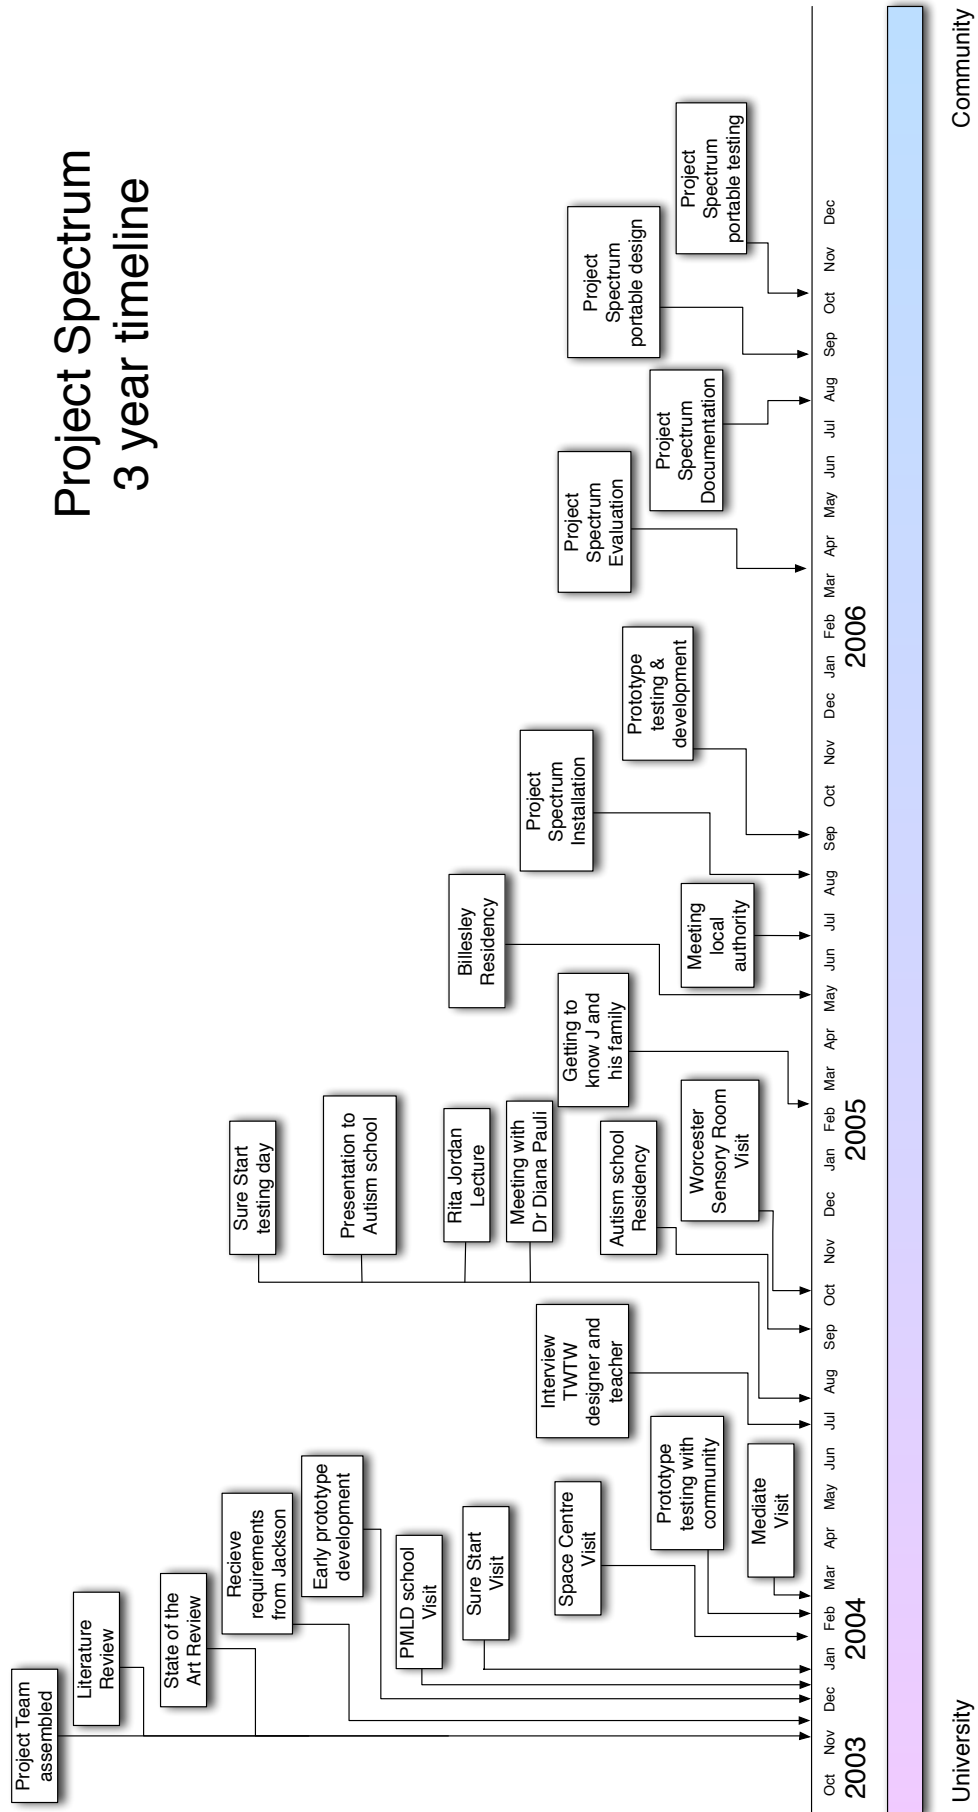 Project Spectrum
3 year timeline
Project Team
assembled
Literature
Review
State of the
Art Review
Recieve
requirements
from Jackson
Early prototype
development
PMLD school
Visit
Sure Start
Visit
Space Centre
Visit
Prototype
testing with
community
Mediate
Visit
Interview
TWTW
designer and
teacher
Sure Start
testing day
Presentation to
Autism school
Rita Jordan
Lecture
Meeting with
Dr Diana Pauli
Autism school
Residency
Worcester
Sensory Room
Visit
Getting to
know J and
his family
Billesley
Residency
Meeting
local
authority
Project
Spectrum
Installation
Prototype
testing &
development
Project
Spectrum
Evaluation
Project
Spectrum
Documentation
Project
Spectrum
portable design
Project
Spectrum
portable testing
Oct Nov Dec Jan Feb Mar Apr May Jun Jul Aug Sep Oct Nov Dec Jan Feb Mar Apr May Jun Jul Aug Sep Oct Nov Dec Jan Feb Mar Apr May Jun Jul Aug Sep Oct Nov Dec
2003 2004 2005 2006
University Community